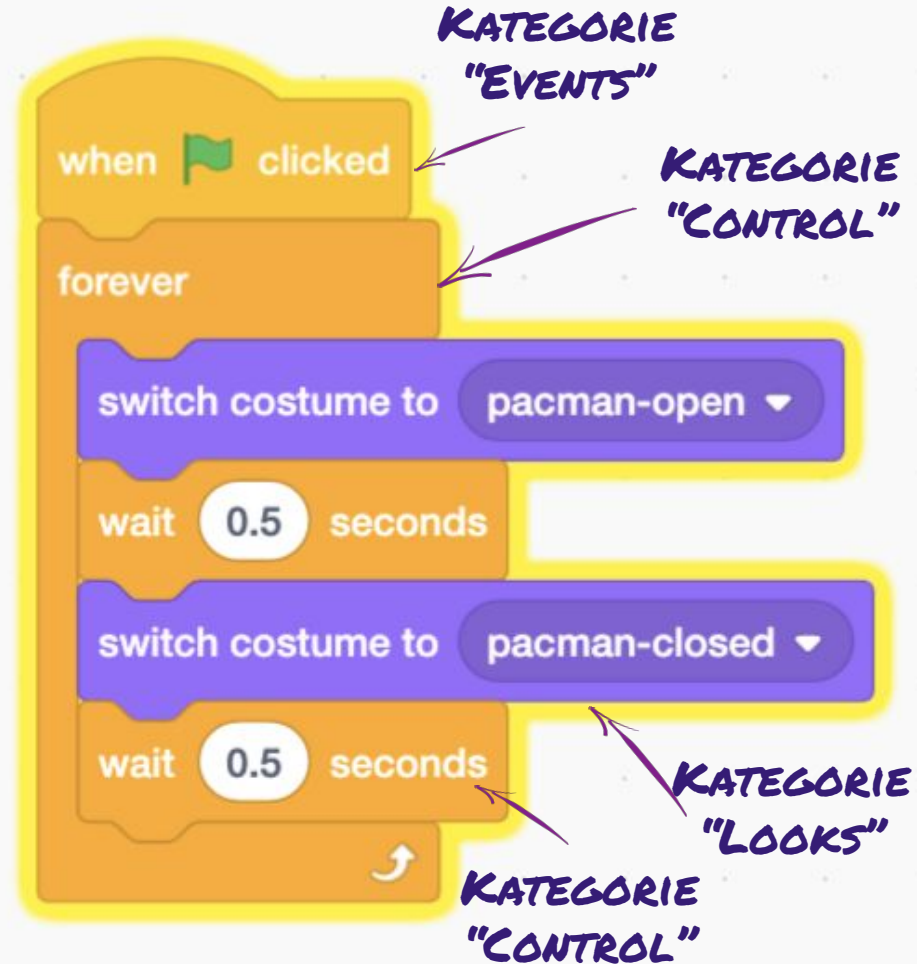 KATEGORIE
"EVENTS"
when clicked
KATEGORIE
"CONTROL"
forever
switch costume to pacman-open
wait 0.5 seconds
switch costume to pacman-closed
wait 0.5 seconds
KATEGORIE
"LOOKS"
KATEGORIE
"CONTROL"